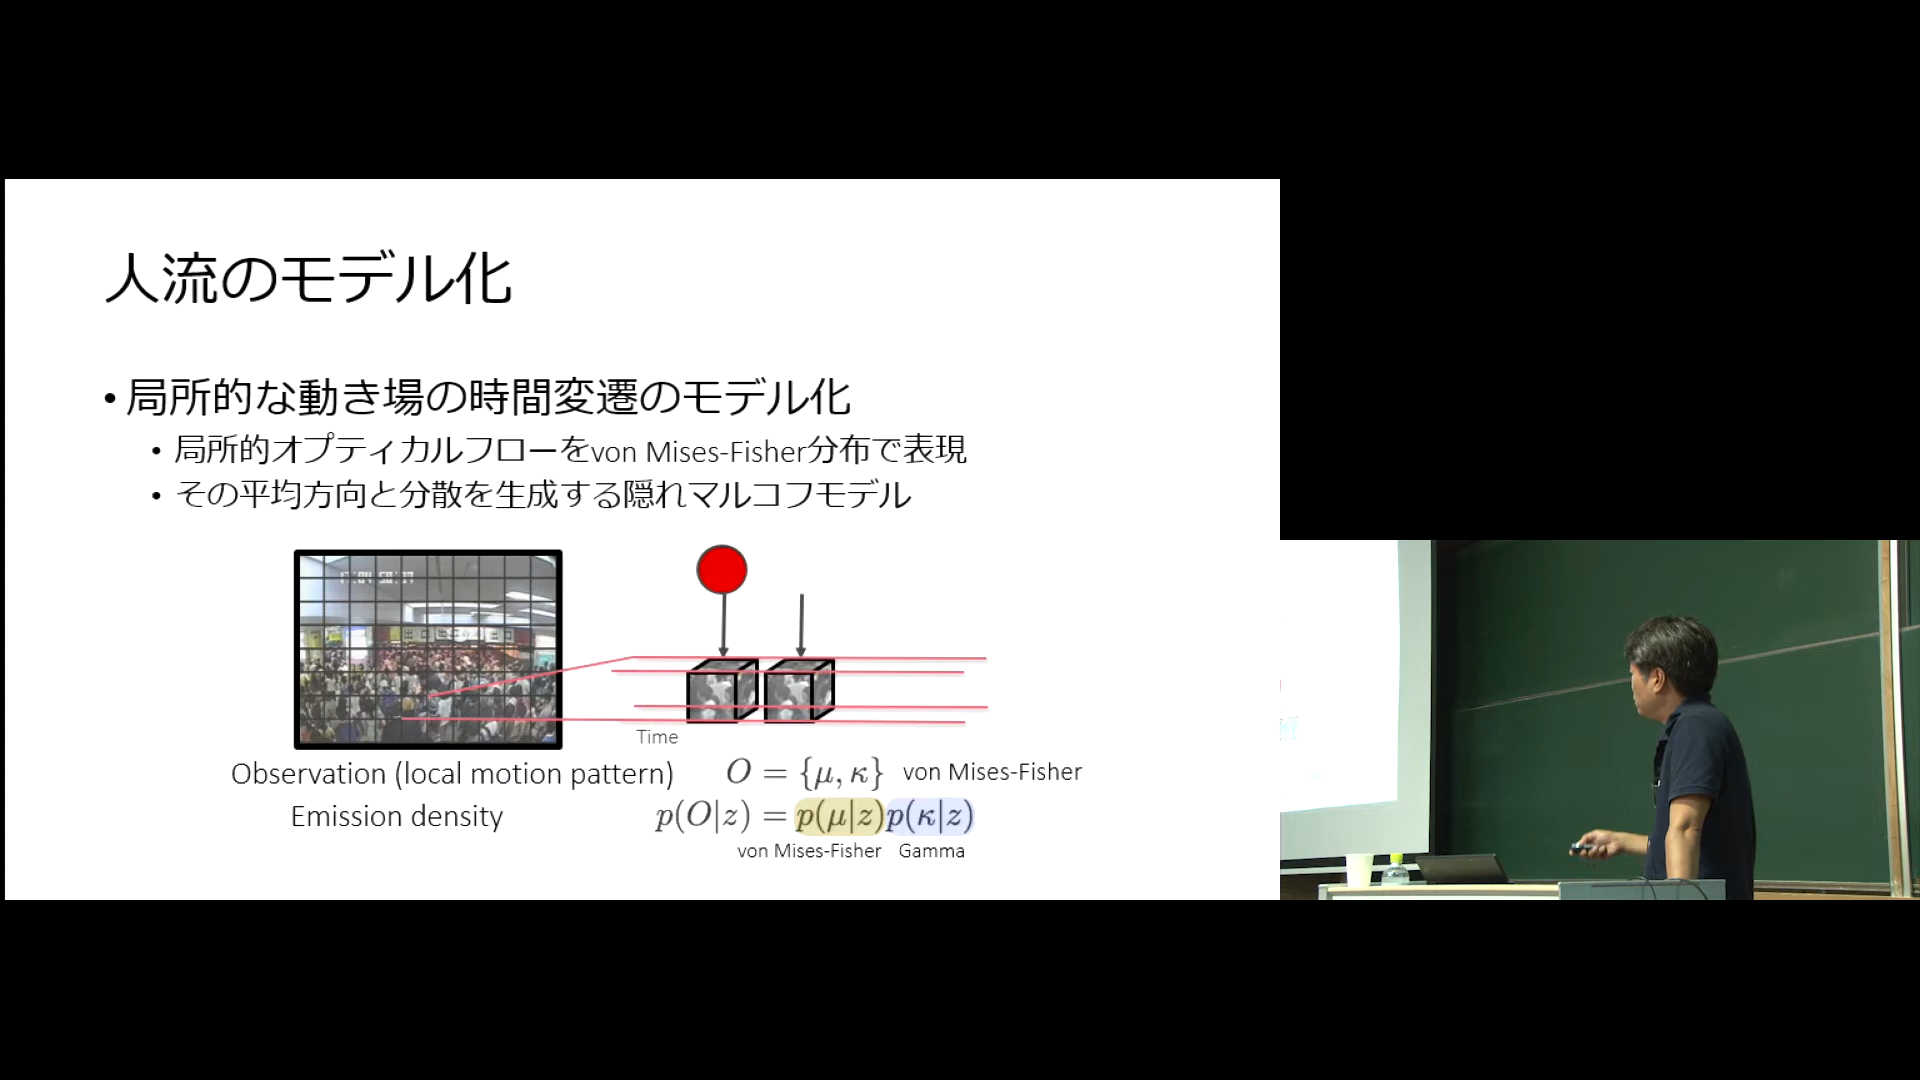 人流のモデル化
• 局所的な動き場の時間変遷のモデル化
• 局所的オプティカルフローをvon Mises-Fisher分布で表現
• その平均方向と分散を生成する隠れマルコフモデル
Time
Observation (local motion pattern) O = {μ, κ} von Mises-Fisher
Emission density p(O|z) = p(μ|z)p(κ|z)
von Mises-Fisher Gamma